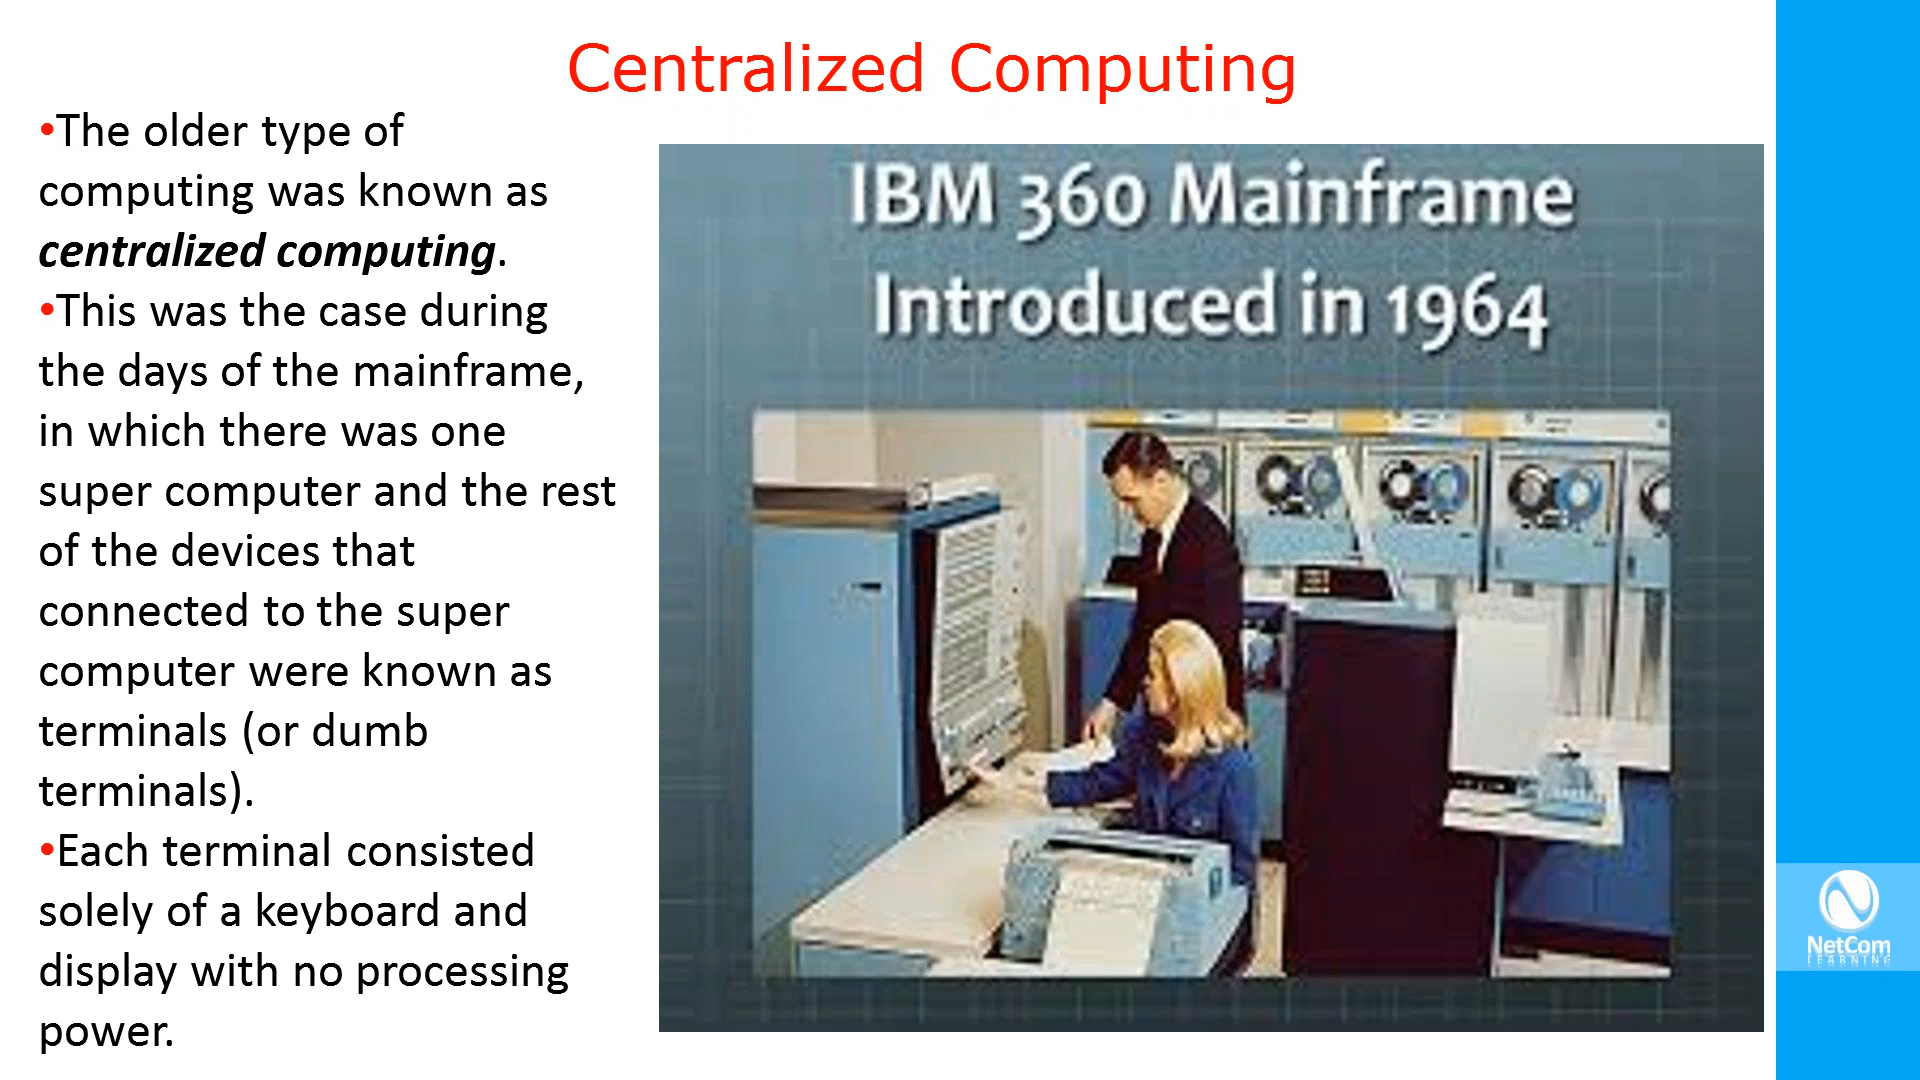 Centralized Computing
•The older type of
computing was known as
centralized computing.
•This was the case during
the days of the mainframe,
in which there was one
super computer and the rest
of the devices that
connected to the super
computer were known as
terminals (or dumb
terminals).
•Each terminal consisted
solely of a keyboard and
display with no processing
power.
IBM 360 Mainframe
Introduced in 1964
NetCom
LEARNING